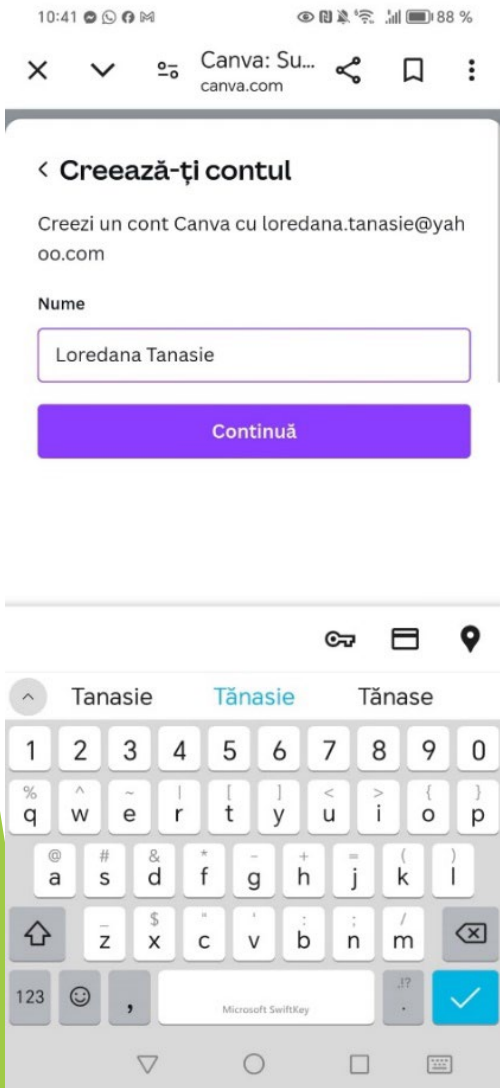 10:41 88 %
Canva: Su...
canva.com
< Creează-ți contul
Creezi un cont Canva cu loredana.tanasie@yah
oo.com
Nume
Loredana Tanasie
Continuă
Tanasie Tănasie Tănase
1 2 3 4 5 6 7 8 9 0
% ^ ~ | [ ] < > { }
q w e r t y u i o p
@ # & * - + = ( )
a s d f g h j k l
_ $ " ' : ; /
z x c v b n m
123 , .!? .
Microsoft SwiftKey